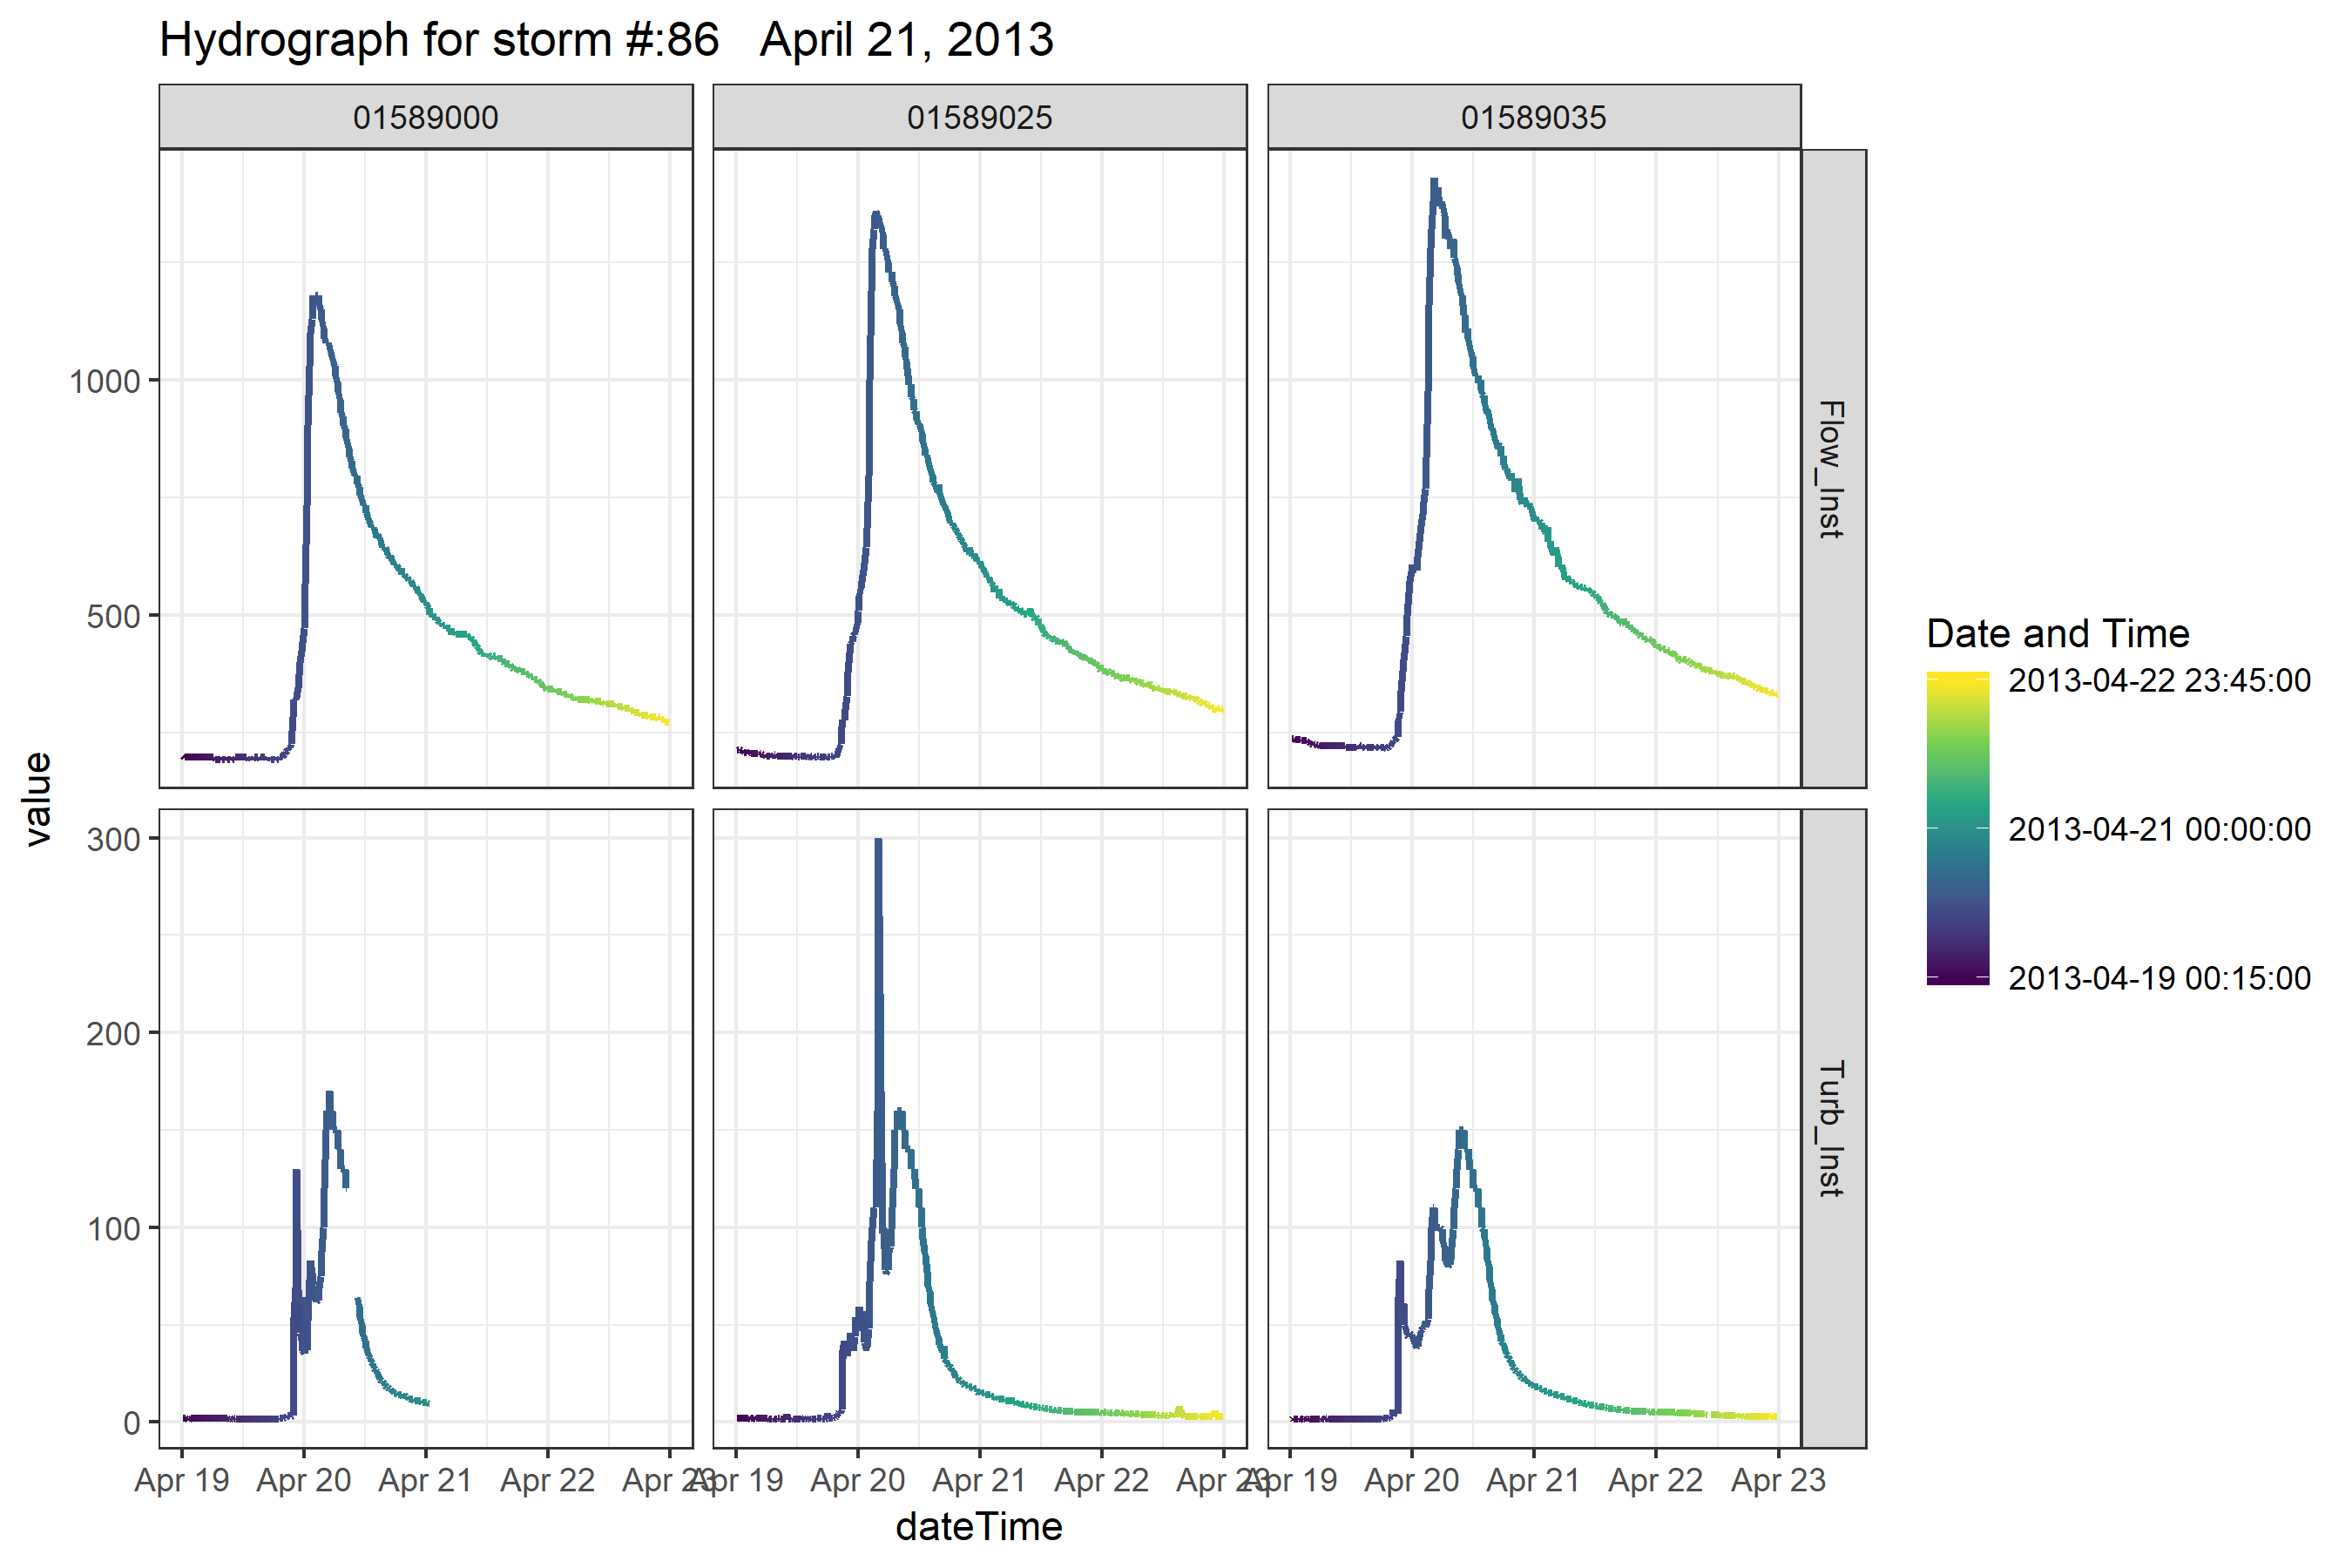 Hydrograph for storm #:86   April 21, 2013
01589000
01589025
01589035
1000
500
Flow_Inst
300
200
100
0
Turb_Inst
value
Apr 19
Apr 20
Apr 21
Apr 22
Apr 23
Apr 19
Apr 20
Apr 21
Apr 22
Apr 23
Apr 19
Apr 20
Apr 21
Apr 22
Apr 23
dateTime
Date and Time
2013-04-22 23:45:00
2013-04-21 00:00:00
2013-04-19 00:15:00